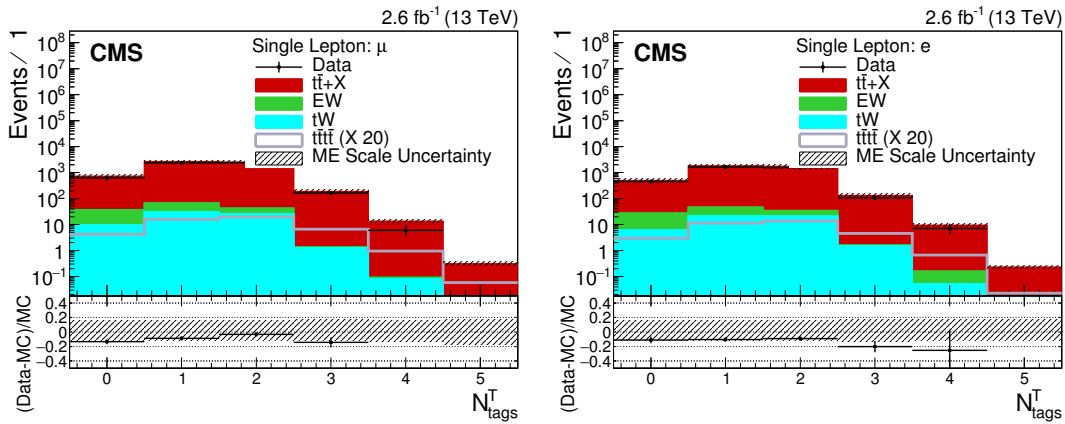 2.6 fb⁻¹ (13 TeV)
CMS
Single Lepton: μ
Data
tt̄+X
EW
tW
tt̄tt̄ (X 20)
ME Scale Uncertainty
Events / 1
10⁸
10⁷
10⁶
10⁵
10⁴
10³
10²
10
1
10⁻¹
(Data-MC)/MC
0.4
0.2
0
−0.2
−0.4
0 1 2 3 4 5
Nᵀtags
2.6 fb⁻¹ (13 TeV)
CMS
Single Lepton: e
Data
tt̄+X
EW
tW
tt̄tt̄ (X 20)
ME Scale Uncertainty
Events / 1
10⁸
10⁷
10⁶
10⁵
10⁴
10³
10²
10
1
10⁻¹
(Data-MC)/MC
0.4
0.2
0
−0.2
−0.4
0 1 2 3 4 5
Nᵀtags